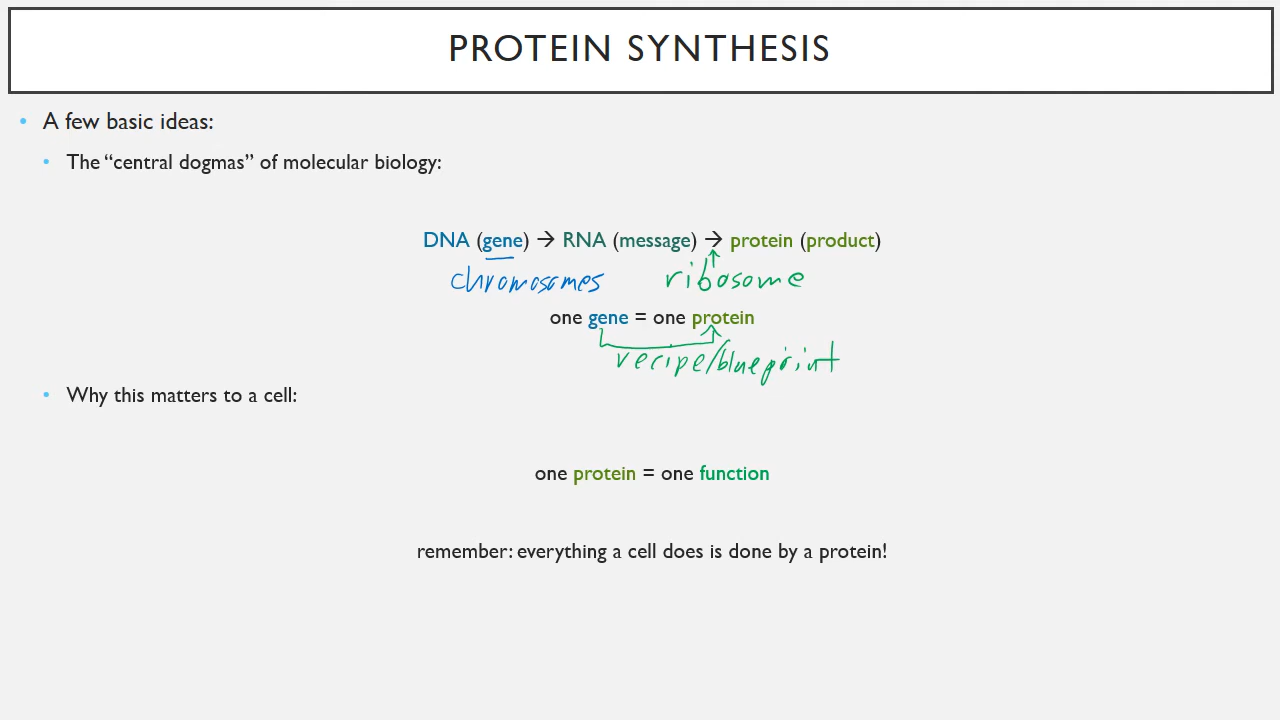 PROTEIN SYNTHESIS
• A few basic ideas:
• The “central dogmas” of molecular biology:
DNA (gene) → RNA (message) → protein (product)
chromosomes ribosome
one gene = one protein
recipe/blueprint
• Why this matters to a cell:
one protein = one function
remember: everything a cell does is done by a protein!